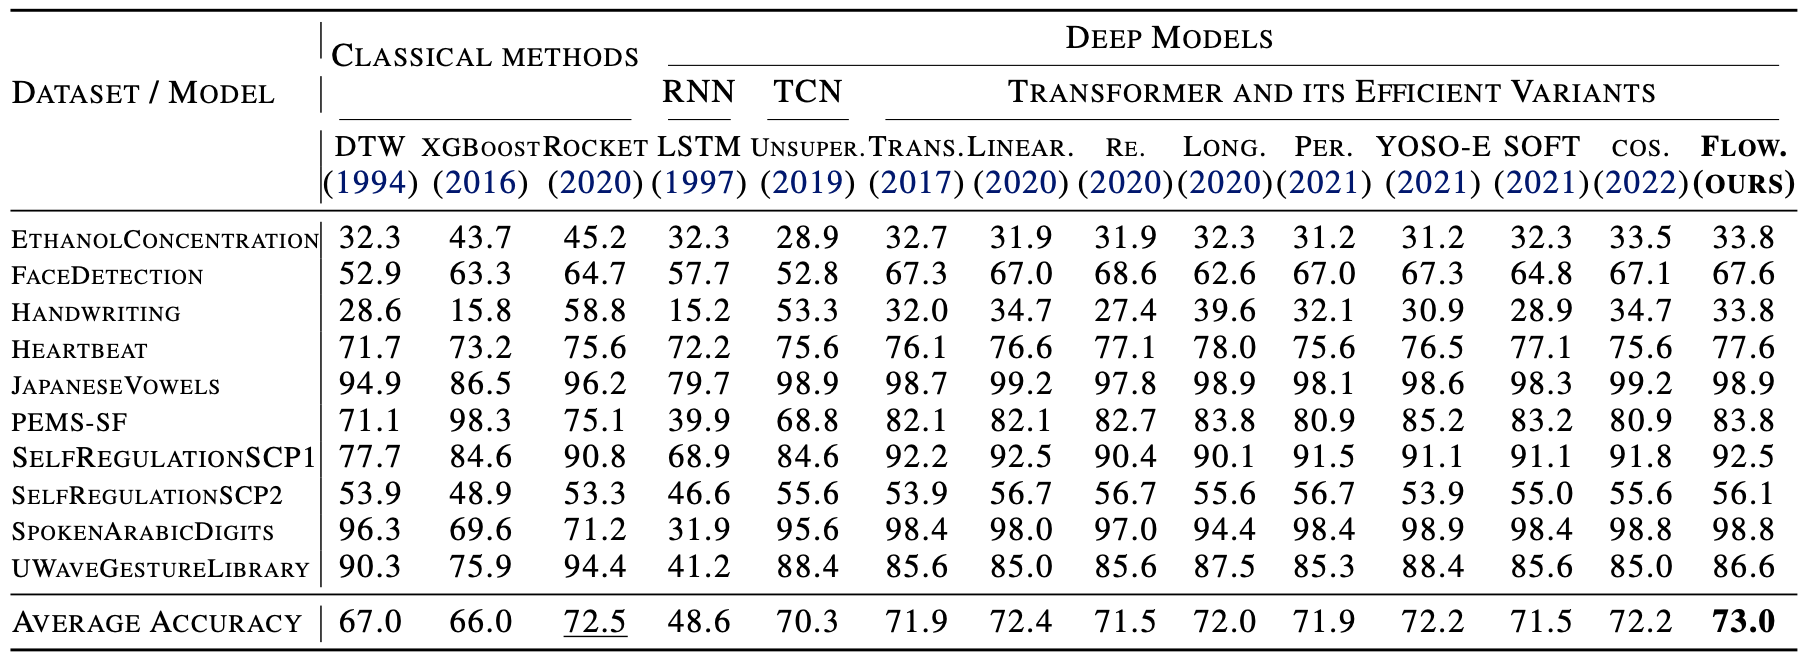 DEEP MODELS
CLASSICAL METHODS
DATASET / MODEL RNN TCN TRANSFORMER AND ITS EFFICIENT VARIANTS
DTW XGBOOST ROCKET LSTM UNSUPER. TRANS. LINEAR. RE. LONG. PER. YOSO-E SOFT COS. FLOW.
(1994) (2016) (2020) (1997) (2019) (2017) (2020) (2020) (2020) (2021) (2021) (2021) (2022) (OURS)
ETHANOLCONCENTRATION 32.3 43.7 45.2 32.3 28.9 32.7 31.9 31.9 32.3 31.2 31.2 32.3 33.5 33.8
FACEDETECTION 52.9 63.3 64.7 57.7 52.8 67.3 67.0 68.6 62.6 67.0 67.3 64.8 67.1 67.6
HANDWRITING 28.6 15.8 58.8 15.2 53.3 32.0 34.7 27.4 39.6 32.1 30.9 28.9 34.7 33.8
HEARTBEAT 71.7 73.2 75.6 72.2 75.6 76.1 76.6 77.1 78.0 75.6 76.5 77.1 75.6 77.6
JAPANESEVOWELS 94.9 86.5 96.2 79.7 98.9 98.7 99.2 97.8 98.9 98.1 98.6 98.3 99.2 98.9
PEMS-SF 71.1 98.3 75.1 39.9 68.8 82.1 82.1 82.7 83.8 80.9 85.2 83.2 80.9 83.8
SELFREGULATIONSCP1 77.7 84.6 90.8 68.9 84.6 92.2 92.5 90.4 90.1 91.5 91.1 91.1 91.8 92.5
SELFREGULATIONSCP2 53.9 48.9 53.3 46.6 55.6 53.9 56.7 56.7 55.6 56.7 53.9 55.0 55.6 56.1
SPOKENARABICDIGITS 96.3 69.6 71.2 31.9 95.6 98.4 98.0 97.0 94.4 98.4 98.9 98.4 98.8 98.8
UWAVEGESTURELIBRARY 90.3 75.9 94.4 41.2 88.4 85.6 85.0 85.6 87.5 85.3 88.4 85.6 85.0 86.6
AVERAGE ACCURACY 67.0 66.0 72.5 48.6 70.3 71.9 72.4 71.5 72.0 71.9 72.2 71.5 72.2 73.0